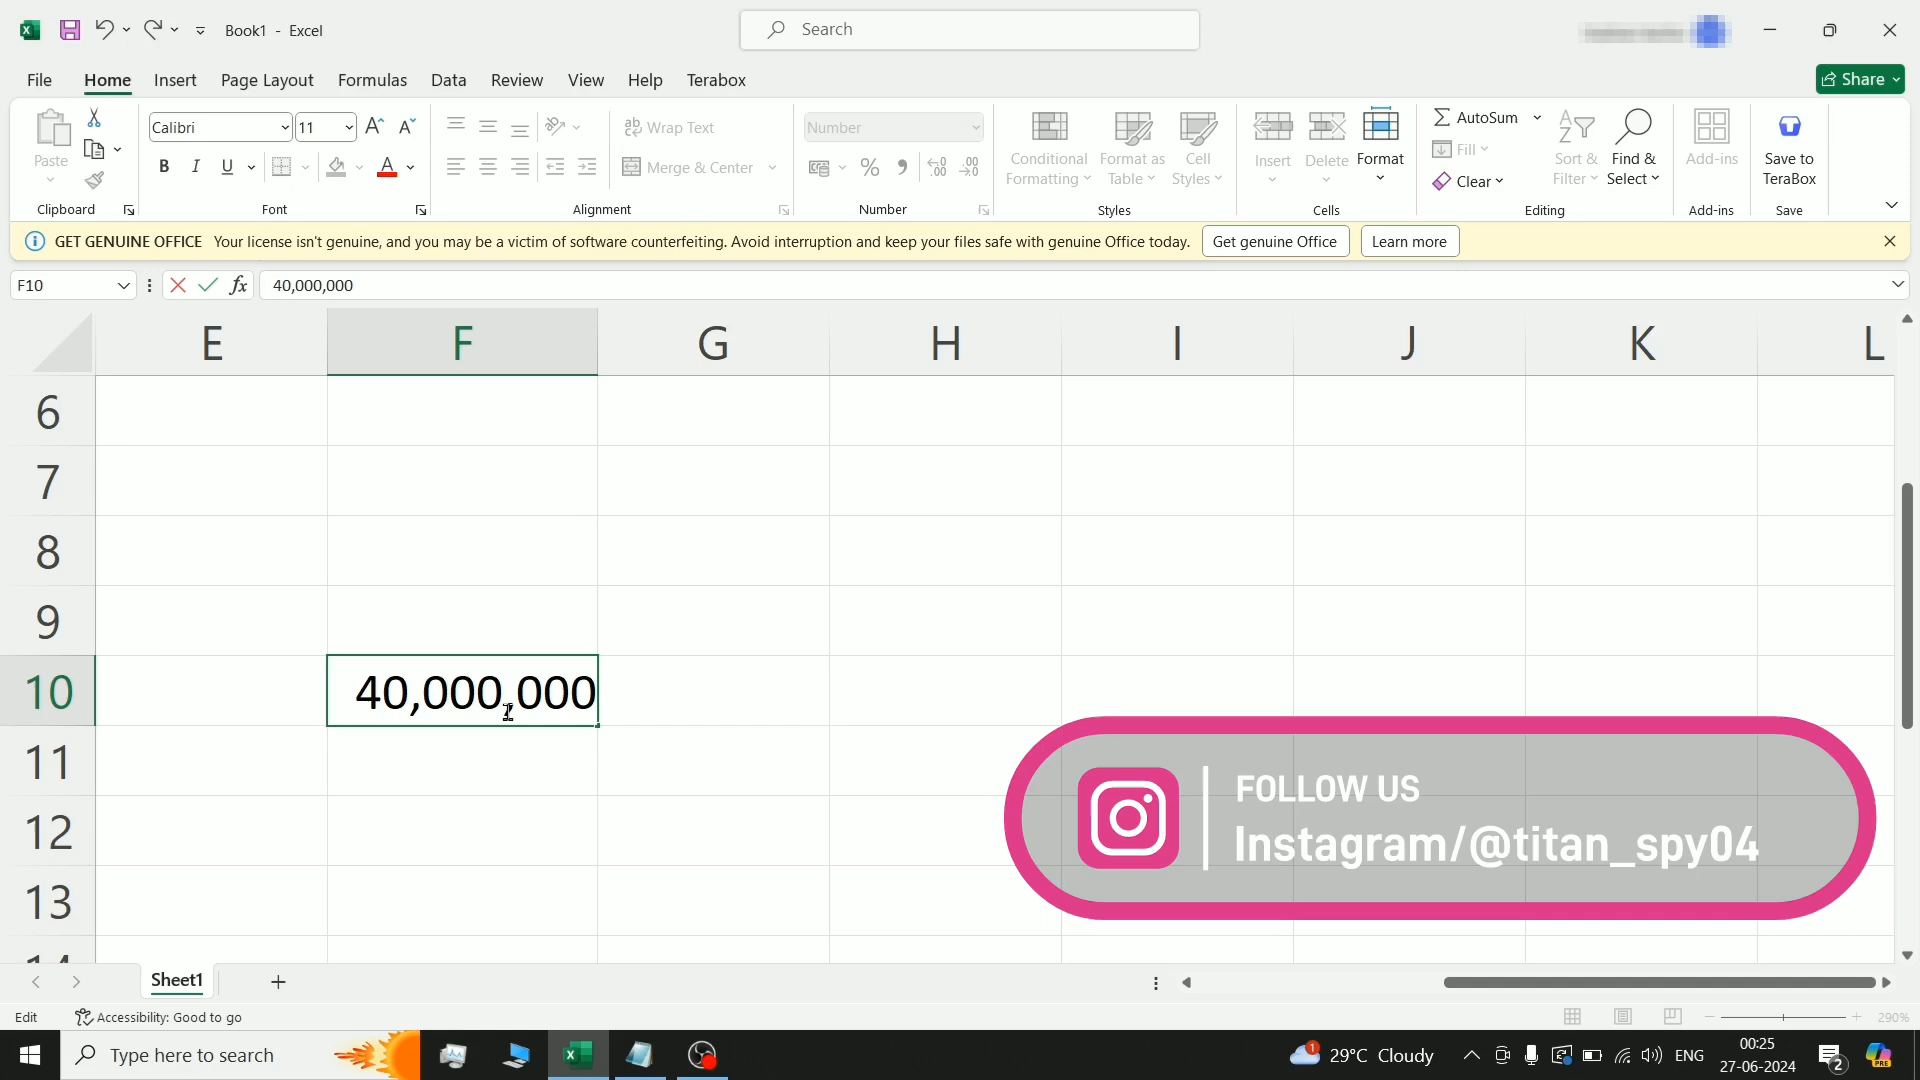 Book1 - Excel
Search
File Home Insert Page Layout Formulas Data Review View Help Terabox
Share
Paste
Calibri 11
B I U A
Wrap Text
Merge & Center
Number
Conditional Formatting
Format as Table
Cell Styles
Insert
Delete
Format
AutoSum
Fill
Clear
Sort & Filter
Find & Select
Add-ins
Save to TeraBox
Clipboard Font Alignment Number Styles Cells Editing Add-ins Save
GET GENUINE OFFICE Your license isn't genuine, and you may be a victim of software counterfeiting. Avoid interruption and keep your files safe with genuine Office today. Get genuine Office Learn more
F10 fx 40,000,000
E F G H I J K L
6
7
8
9
10 40,000,000
11
12
13
14
FOLLOW US
Instagram/@titan_spy04
Sheet1
Edit Accessibility: Good to go 290%
Type here to search
29°C Cloudy
ENG
00:25
27-06-2024
2